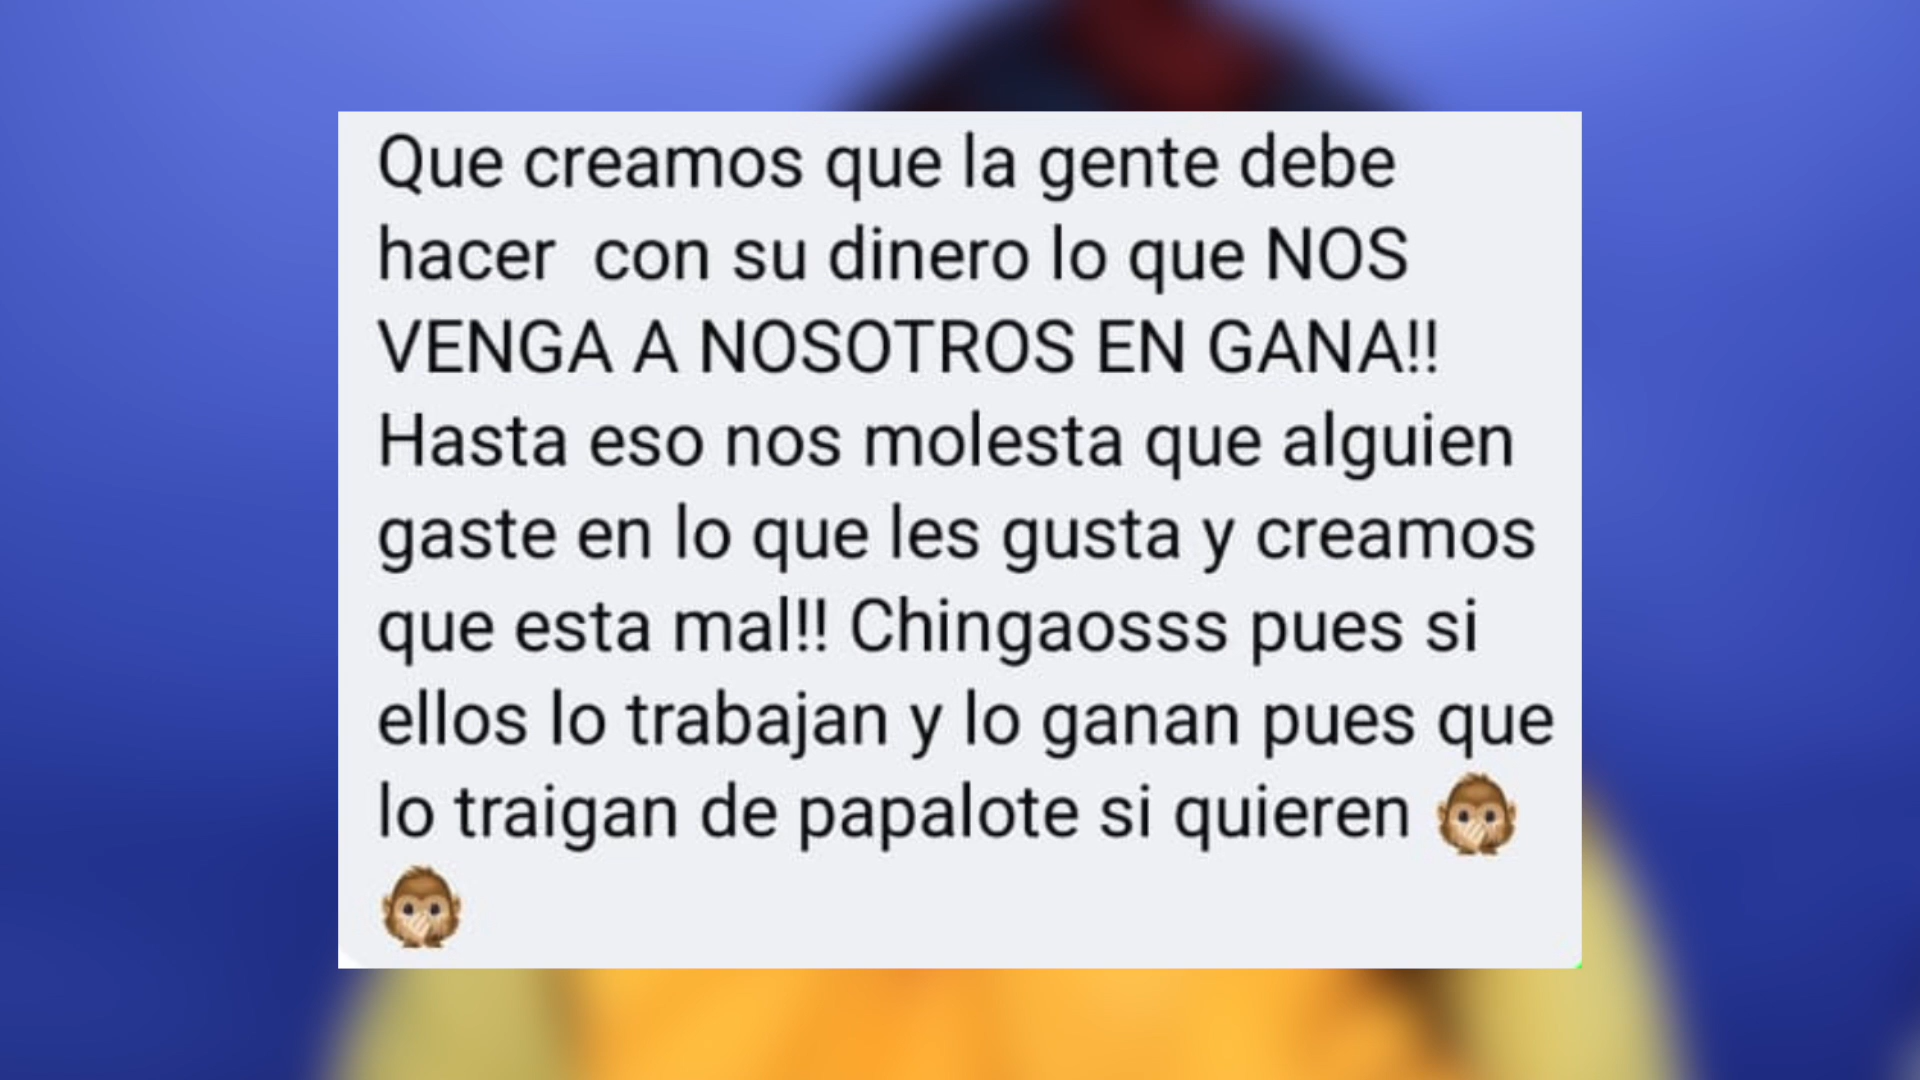 Que creamos que la gente debe
hacer  con su dinero lo que NOS
VENGA A NOSOTROS EN GANA!!
Hasta eso nos molesta que alguien
gaste en lo que les gusta y creamos
que esta mal!! Chingaosss pues si
ellos lo trabajan y lo ganan pues que
lo traigan de papalote si quieren 🙊
🙊